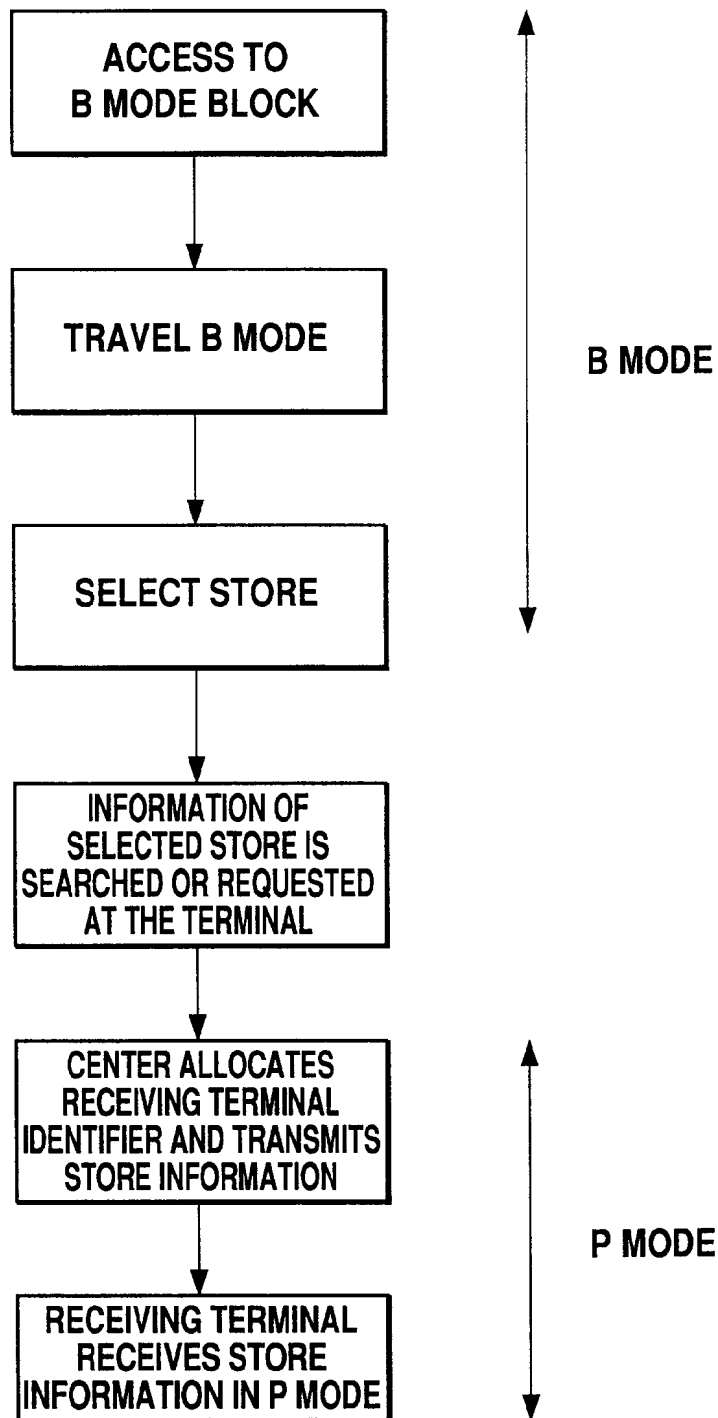 ACCESS TO
B MODE BLOCK
TRAVEL B MODE
B MODE
SELECT STORE
INFORMATION OF
SELECTED STORE IS
SEARCHED OR REQUESTED
AT THE TERMINAL
CENTER ALLOCATES
RECEIVING TERMINAL
IDENTIFIER AND TRANSMITS
STORE INFORMATION
P MODE
RECEIVING TERMINAL
RECEIVES STORE
INFORMATION IN P MODE